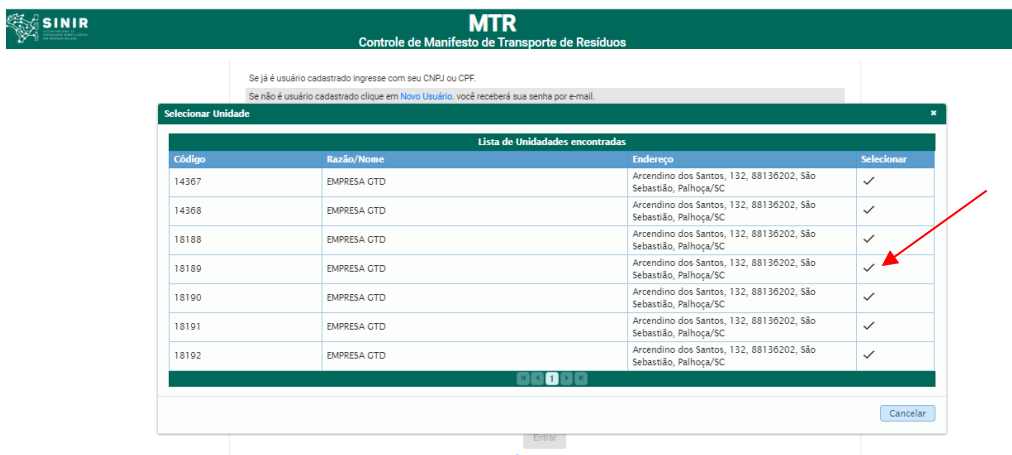 SINIR
MTR
Controle de Manifesto de Transporte de Resíduos
Se já é usuário cadastrado ingresse com seu CNPJ ou CPF.
Se não é usuário cadastrado clique em Novo Usuário. você receberá sua senha por e-mail.
Selecionar Unidade
Lista de Unidadades encontradas
Código Razão/Nome Endereço Selecionar
14367 EMPRESA GTD Arcendino dos Santos, 132, 88136202, São
Sebastião, Palhoça/SC
14368 EMPRESA GTD Arcendino dos Santos, 132, 88136202, São
Sebastião, Palhoça/SC
18188 EMPRESA GTD Arcendino dos Santos, 132, 88136202, São
Sebastião, Palhoça/SC
18189 EMPRESA GTD Arcendino dos Santos, 132, 88136202, São
Sebastião, Palhoça/SC
18190 EMPRESA GTD Arcendino dos Santos, 132, 88136202, São
Sebastião, Palhoça/SC
18191 EMPRESA GTD Arcendino dos Santos, 132, 88136202, São
Sebastião, Palhoça/SC
18192 EMPRESA GTD Arcendino dos Santos, 132, 88136202, São
Sebastião, Palhoça/SC
1
Cancelar
Entrar